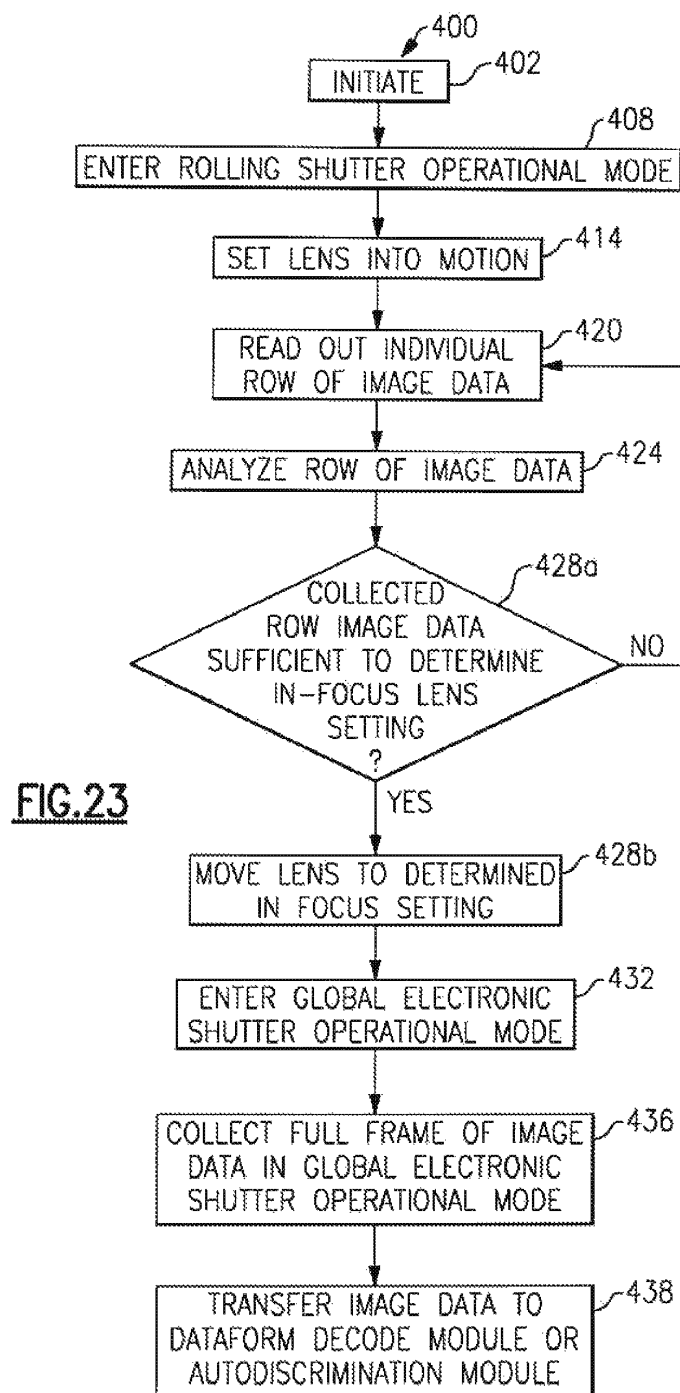 400
INITIATE
402
408
ENTER ROLLING SHUTTER OPERATIONAL MODE
414
SET LENS INTO MOTION
420
READ OUT INDIVIDUAL
ROW OF IMAGE DATA
424
ANALYZE ROW OF IMAGE DATA
428a
COLLECTED
ROW IMAGE DATA
SUFFICIENT TO DETERMINE
IN-FOCUS LENS
SETTING
?
NO
YES
FIG.23
428b
MOVE LENS TO DETERMINED
IN FOCUS SETTING
432
ENTER GLOBAL ELECTRONIC
SHUTTER OPERATIONAL MODE
436
COLLECT FULL FRAME OF IMAGE
DATA IN GLOBAL ELECTRONIC
SHUTTER OPERATIONAL MODE
438
TRANSFER IMAGE DATA TO
DATAFORM DECODE MODULE OR
AUTODISCRIMINATION MODULE